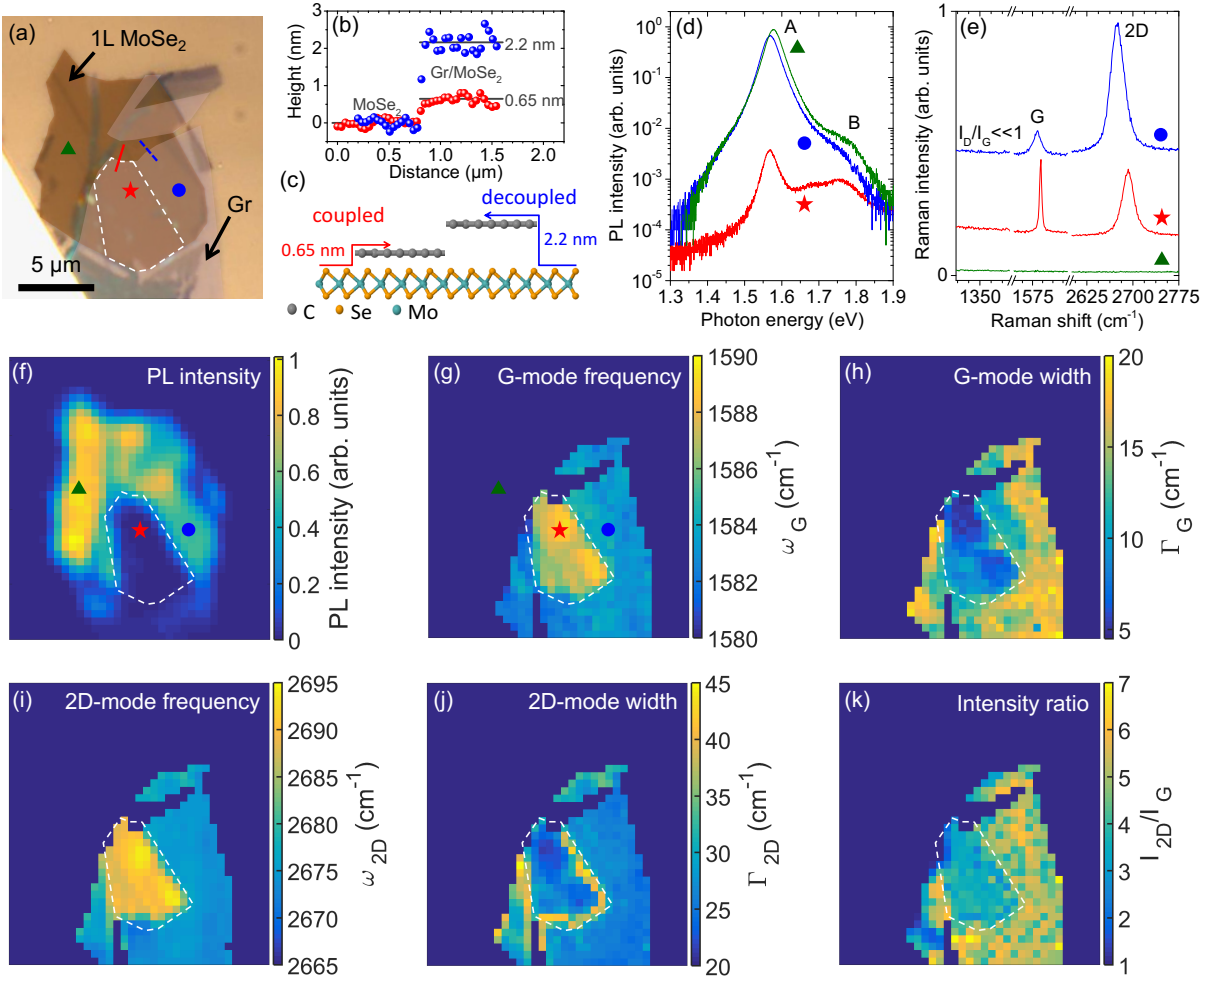 (a)
1L MoSe2
Gr
5 µm
(b)
Height (nm)
3
2
1
0
2.2 nm
Gr/MoSe2
MoSe2
0.65 nm
0.0 0.5 1.0 1.5 2.0
Distance (µm)
(c)
coupled
decoupled
0.65 nm
2.2 nm
C Se Mo
(d)
PL intensity (arb. units)
10^0
10^-1
10^-2
10^-3
10^-4
10^-5
A
B
1.3 1.4 1.5 1.6 1.7 1.8 1.9
Photon energy (eV)
(e)
Raman intensity (arb. units)
1
0
2D
G
I_D/I_G<<1
1350 1575 2625 2700 2775
Raman shift (cm^-1)
(f)
PL intensity
1
0.8
0.6
0.4
0.2
0
PL intensity (arb. units)
(g)
G-mode frequency
1590
1588
1586
1584
1582
1580
ω_G (cm^-1)
(h)
G-mode width
20
15
10
5
Γ_G (cm^-1)
(i)
2D-mode frequency
2695
2690
2685
2680
2675
2670
2665
ω_2D (cm^-1)
(j)
2D-mode width
45
40
35
30
25
20
Γ_2D (cm^-1)
(k)
Intensity ratio
7
6
5
4
3
2
1
I_2D/I_G